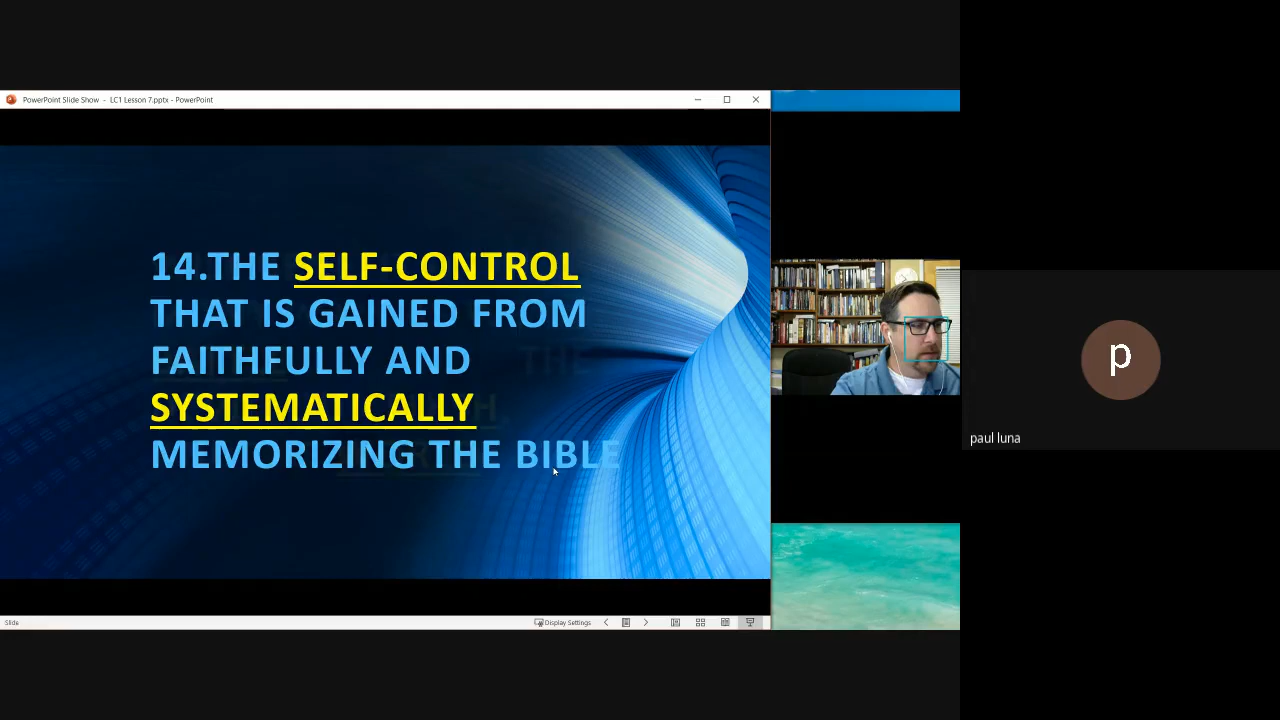 PowerPoint Slide Show - LC1 Lesson 7.pptx - PowerPoint
14.THE SELF-CONTROL
THAT IS GAINED FROM
FAITHFULLY AND
SYSTEMATICALLY
MEMORIZING THE BIBLE
p
paul luna
Slide
Display Settings